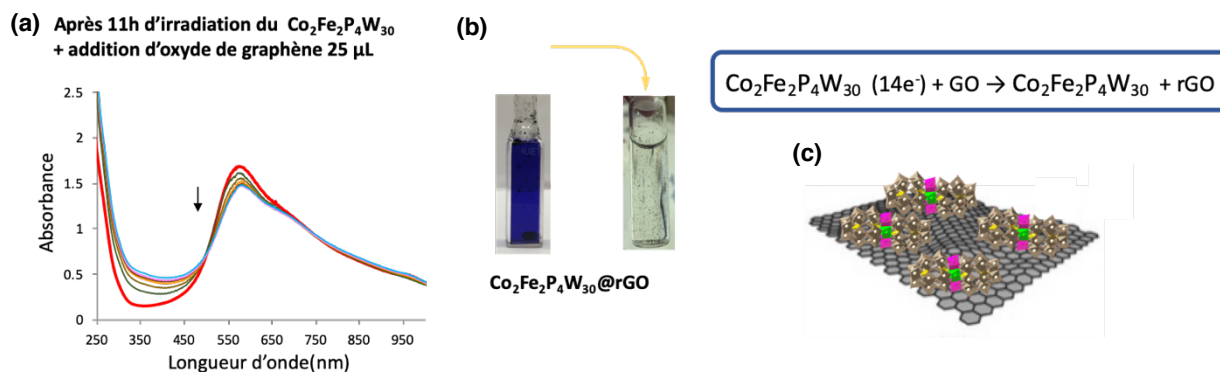 (a)
Après 11h d'irradiation du Co₂Fe₂P₄W₃₀
+ addition d'oxyde de graphène 25 µL
2.5
2
1.5
1
0.5
0
Absorbance
250 350 450 550 650 750 850 950
Longueur d'onde(nm)
(b)
Co₂Fe₂P₄W₃₀@rGO
Co₂Fe₂P₄W₃₀ (14e⁻) + GO → Co₂Fe₂P₄W₃₀ + rGO
(c)